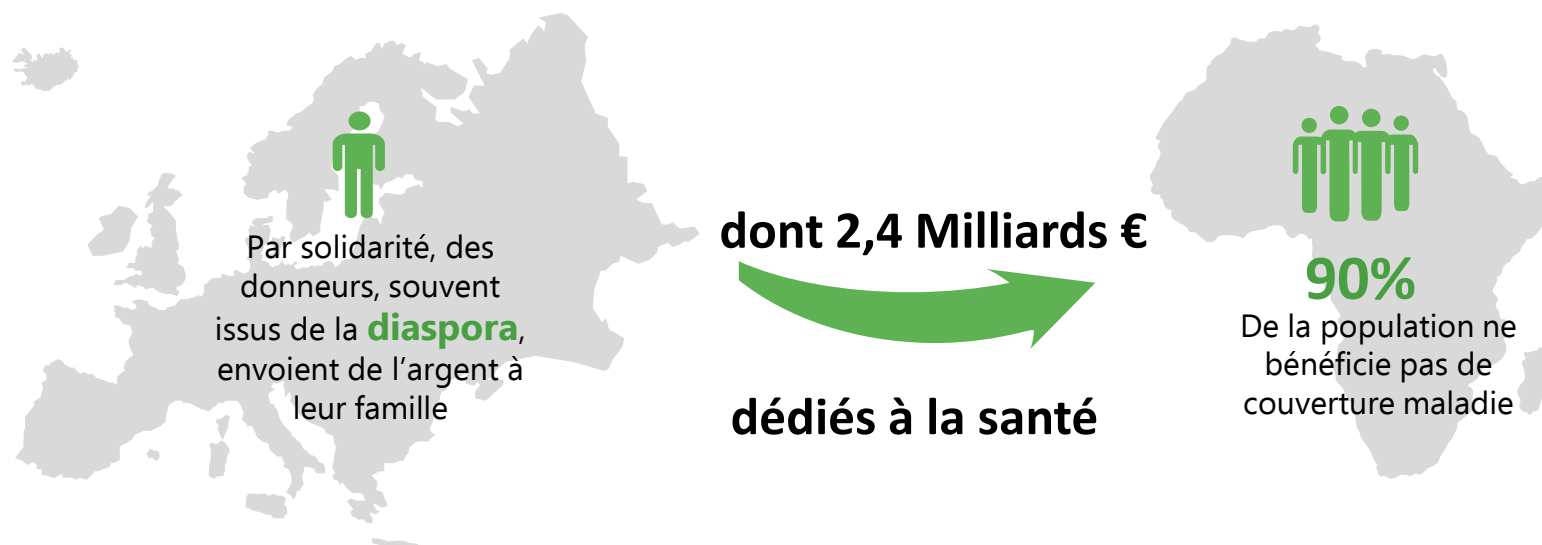 Par solidarité, des
donneurs, souvent
issus de la diaspora,
envoient de l’argent à
leur famille
dont 2,4 Milliards €
dédiés à la santé
90%
De la population ne
bénéficie pas de
couverture maladie